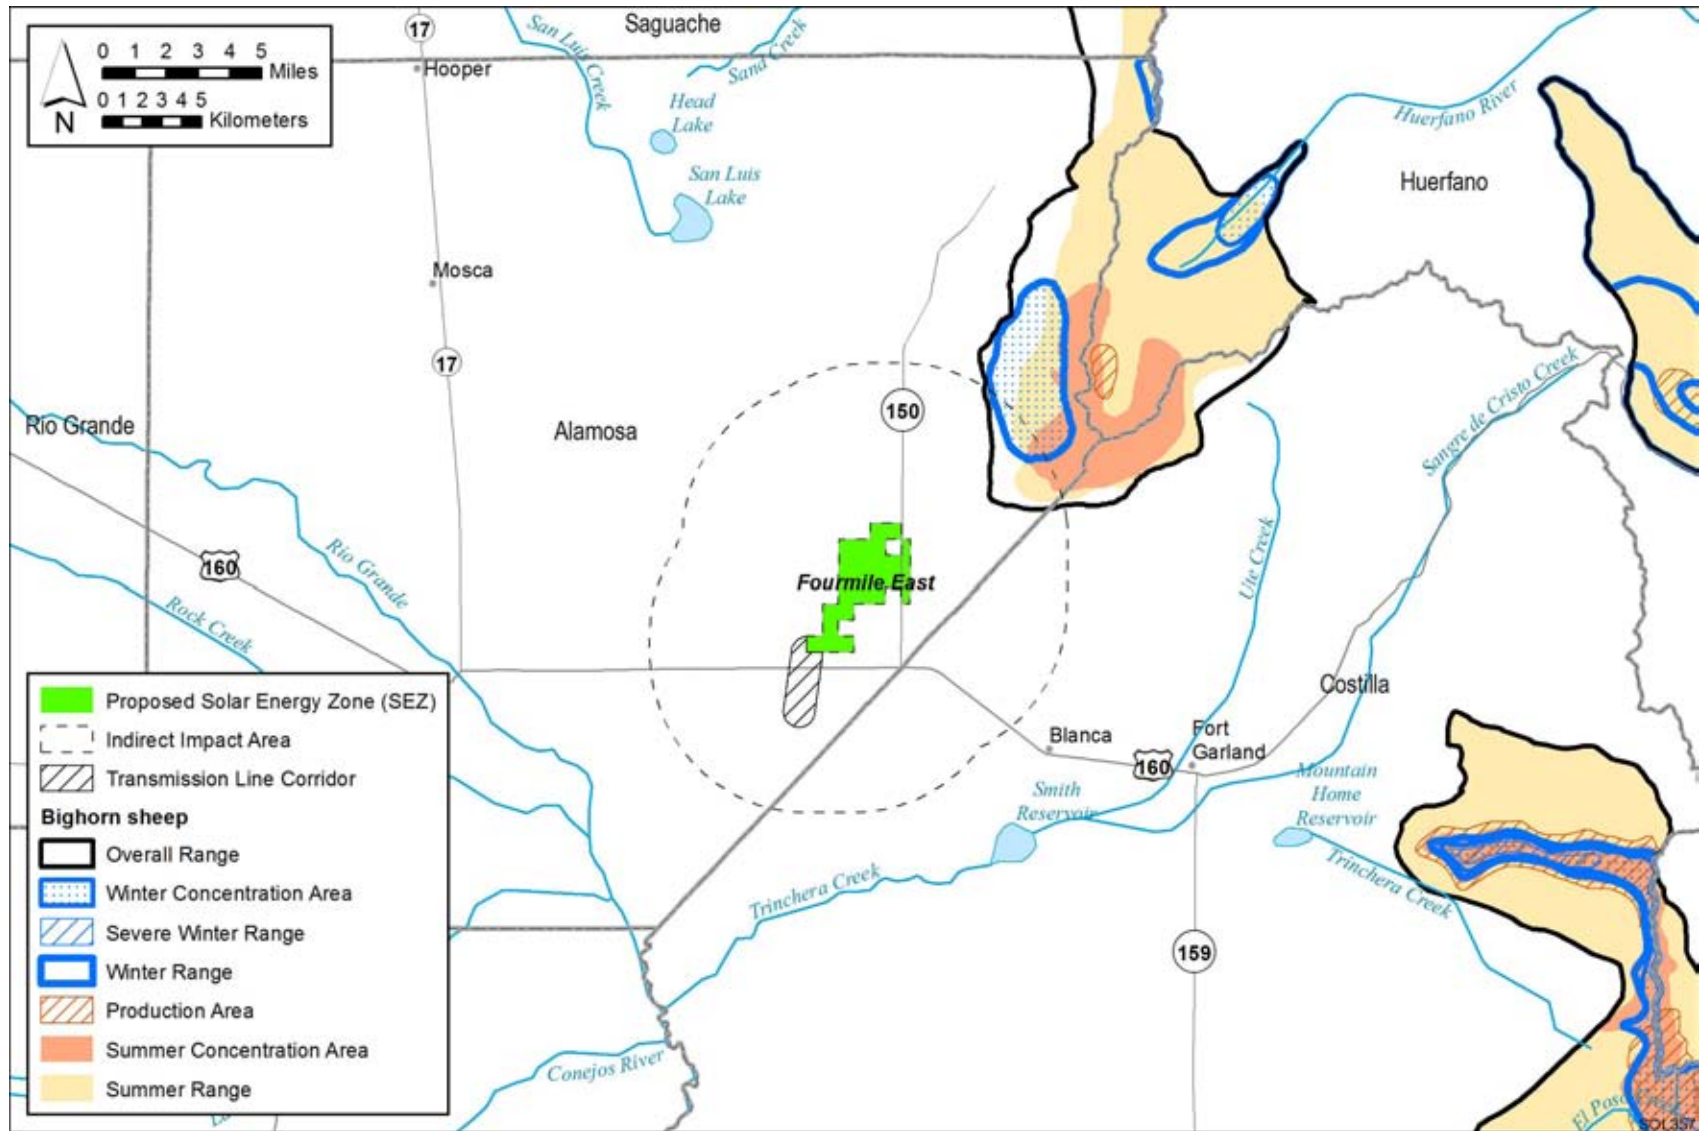 0 1 2 3 4 5
Miles
0 1 2 3 4 5
Kilometers
N
17
Hooper
Saguache
San Luis Creek
Sand Creek
Head
Lake
San Luis
Lake
Huerfano River
Huerfano
Mosca
17
Rio Grande
Alamosa
150
Sangre de Cristo Creek
160
Rio Grande
Rock Creek
Fourmile East
Ute Creek
Costilla
Blanca
Fort
Garland
160
Smith
Reservoir
Mountain
Home
Reservoir
Trinchera Creek
Trinchera Creek
159
Conejos River
El Poso Creek
SOL357
Proposed Solar Energy Zone (SEZ)
Indirect Impact Area
Transmission Line Corridor
Bighorn sheep
Overall Range
Winter Concentration Area
Severe Winter Range
Winter Range
Production Area
Summer Concentration Area
Summer Range